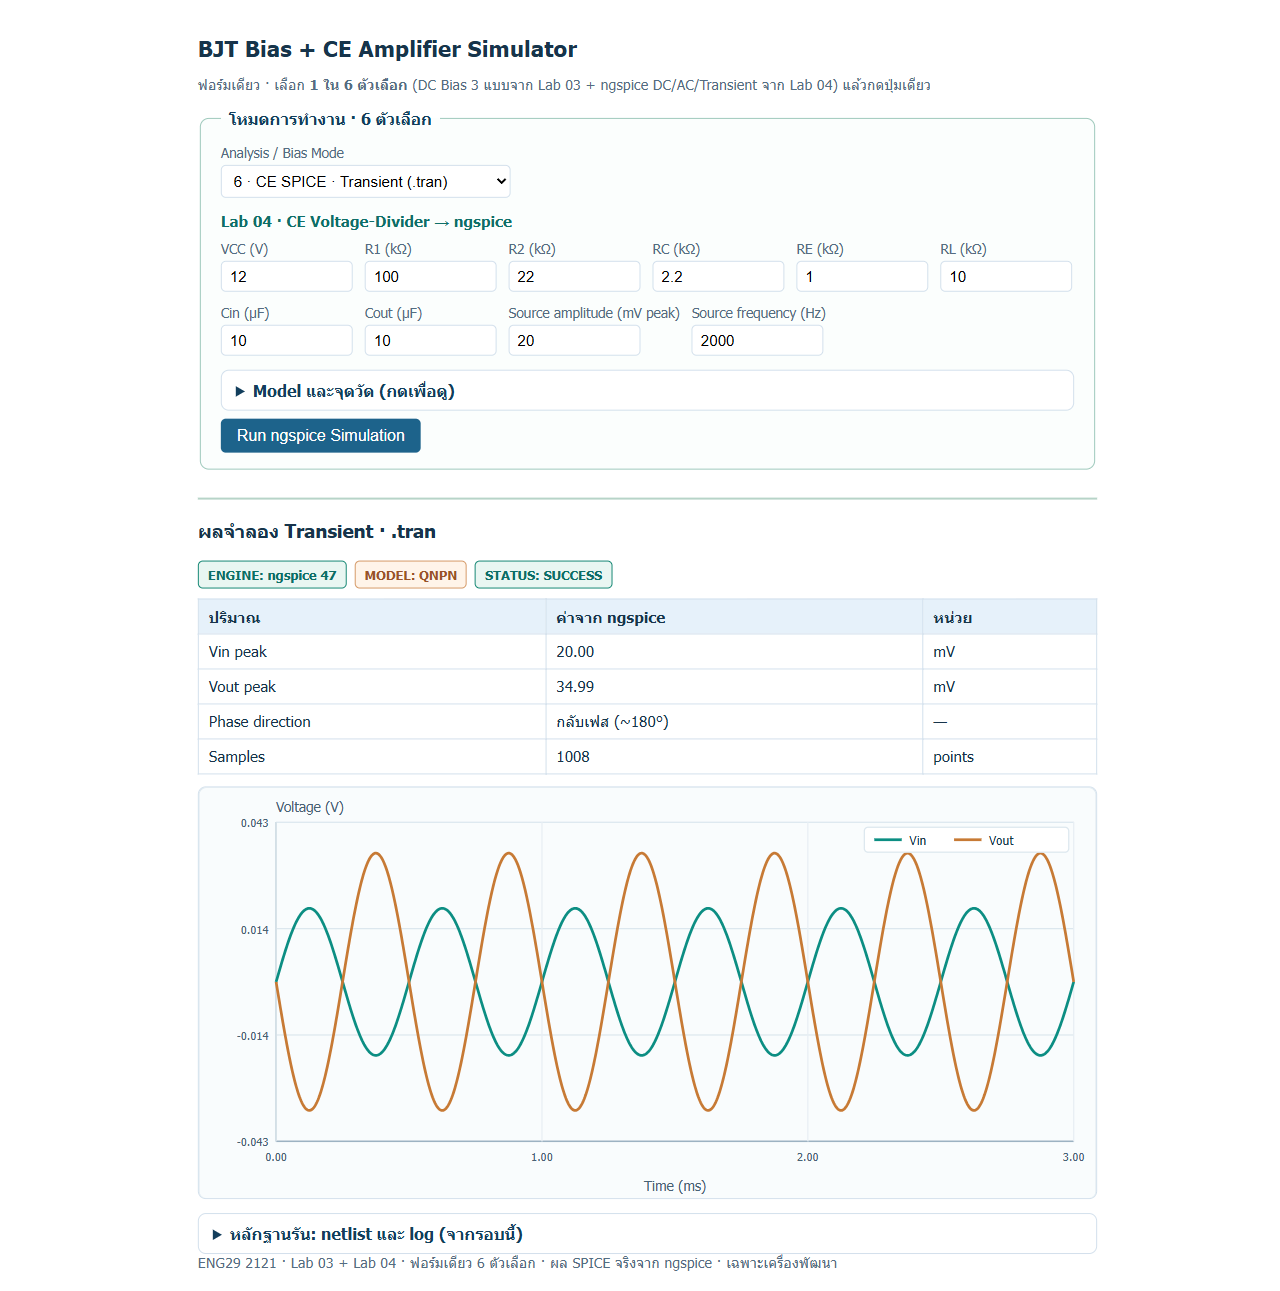 BJT Bias + CE Amplifier Simulator
ฟอร์มเดียว · เลือก 1 ใน 6 ตัวเลือก (DC Bias 3 แบบจาก Lab 03 + ngspice DC/AC/Transient จาก Lab 04) แล้วกดปุ่มเดียว
โหมดการทำงาน · 6 ตัวเลือก
Analysis / Bias Mode
6 · CE SPICE · Transient (.tran)
Lab 04 · CE Voltage-Divider → ngspice
VCC (V) R1 (kΩ) R2 (kΩ) RC (kΩ) RE (kΩ) RL (kΩ)
12 100 22 2.2 1 10
Cin (µF) Cout (µF) Source amplitude (mV peak) Source frequency (Hz)
10 10 20 2000
▶ Model และจุดวัด (กดเพื่อดู)
Run ngspice Simulation
ผลจำลอง Transient · .tran
ENGINE: ngspice 47 MODEL: QNPN STATUS: SUCCESS
ปริมาณ ค่าจาก ngspice หน่วย
Vin peak 20.00 mV
Vout peak 34.99 mV
Phase direction กลับเฟส (~180°) —
Samples 1008 points
Voltage (V)
0.043
Vin Vout
0.014
-0.014
-0.043
0.00 1.00 2.00 3.00
Time (ms)
▶ หลักฐานรัน: netlist และ log (จากรอบนี้)
ENG29 2121 · Lab 03 + Lab 04 · ฟอร์มเดียว 6 ตัวเลือก · ผล SPICE จริงจาก ngspice · เฉพาะเครื่องพัฒนา